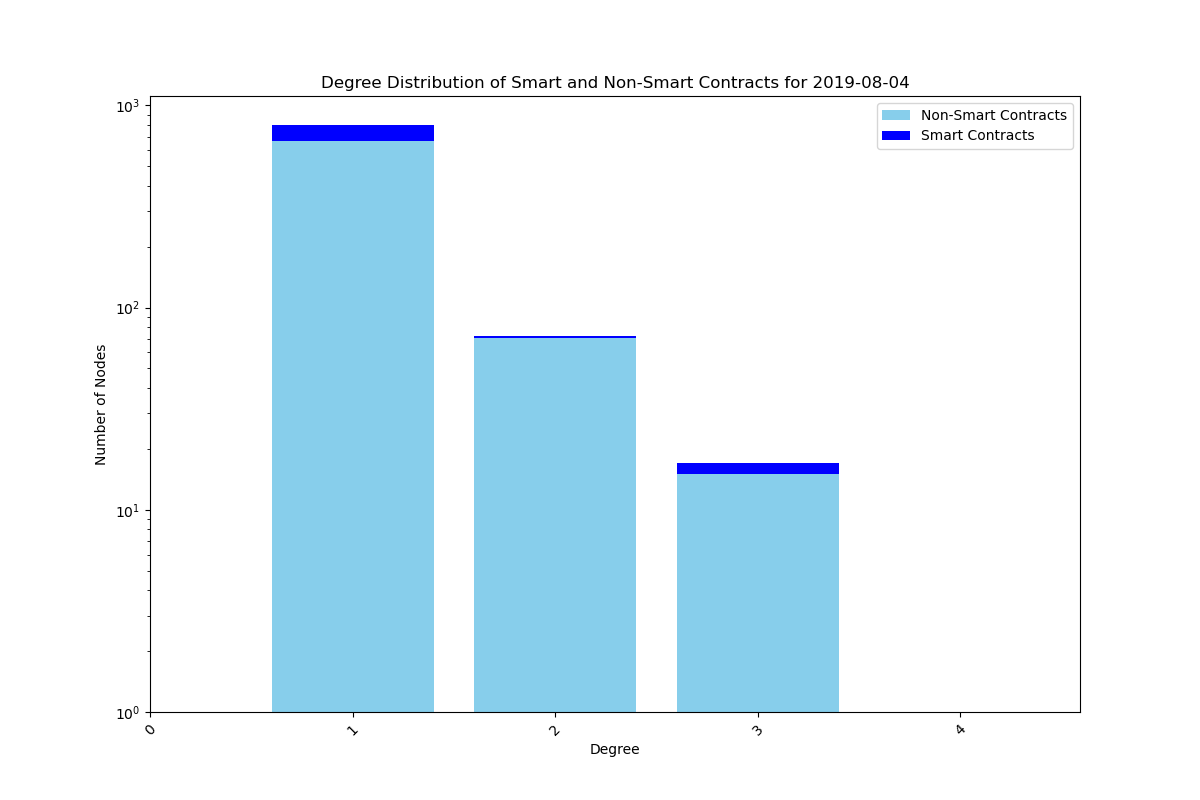 Degree Distribution of Smart and Non-Smart Contracts for 2019-08-04
Non-Smart Contracts
Smart Contracts
10³
10²
10¹
10⁰
Number of Nodes
0 1 2 3 4
Degree